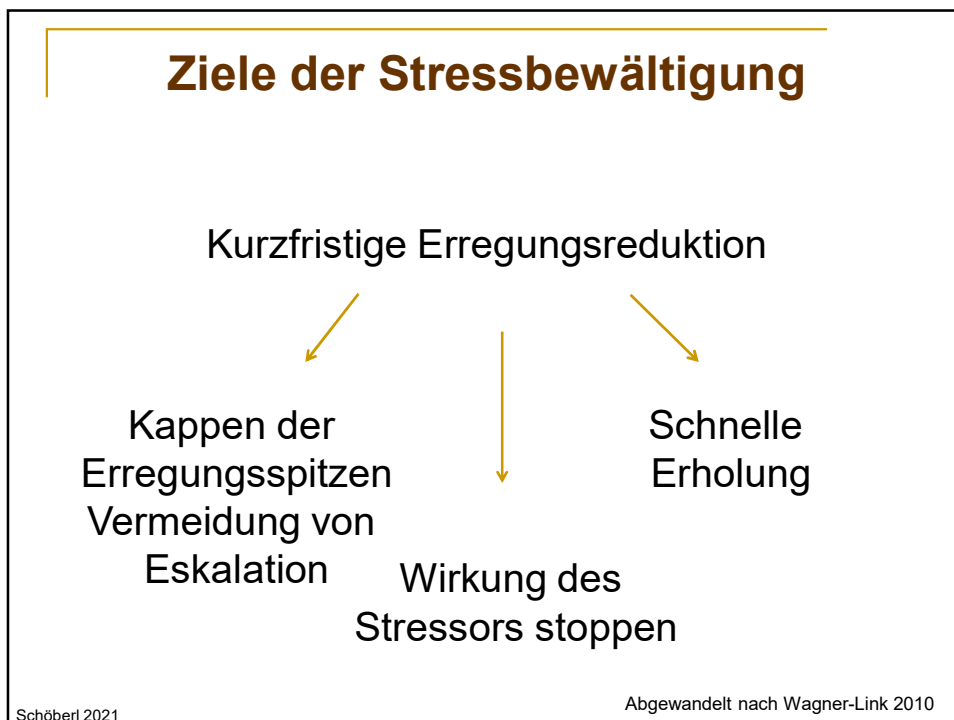 Ziele der Stressbewältigung
Kurzfristige Erregungsreduktion
Kappen der
Erregungsspitzen
Vermeidung von
Eskalation
Wirkung des
Stressors stoppen
Schnelle
Erholung
Schöberl 2021
Abgewandelt nach Wagner-Link 2010